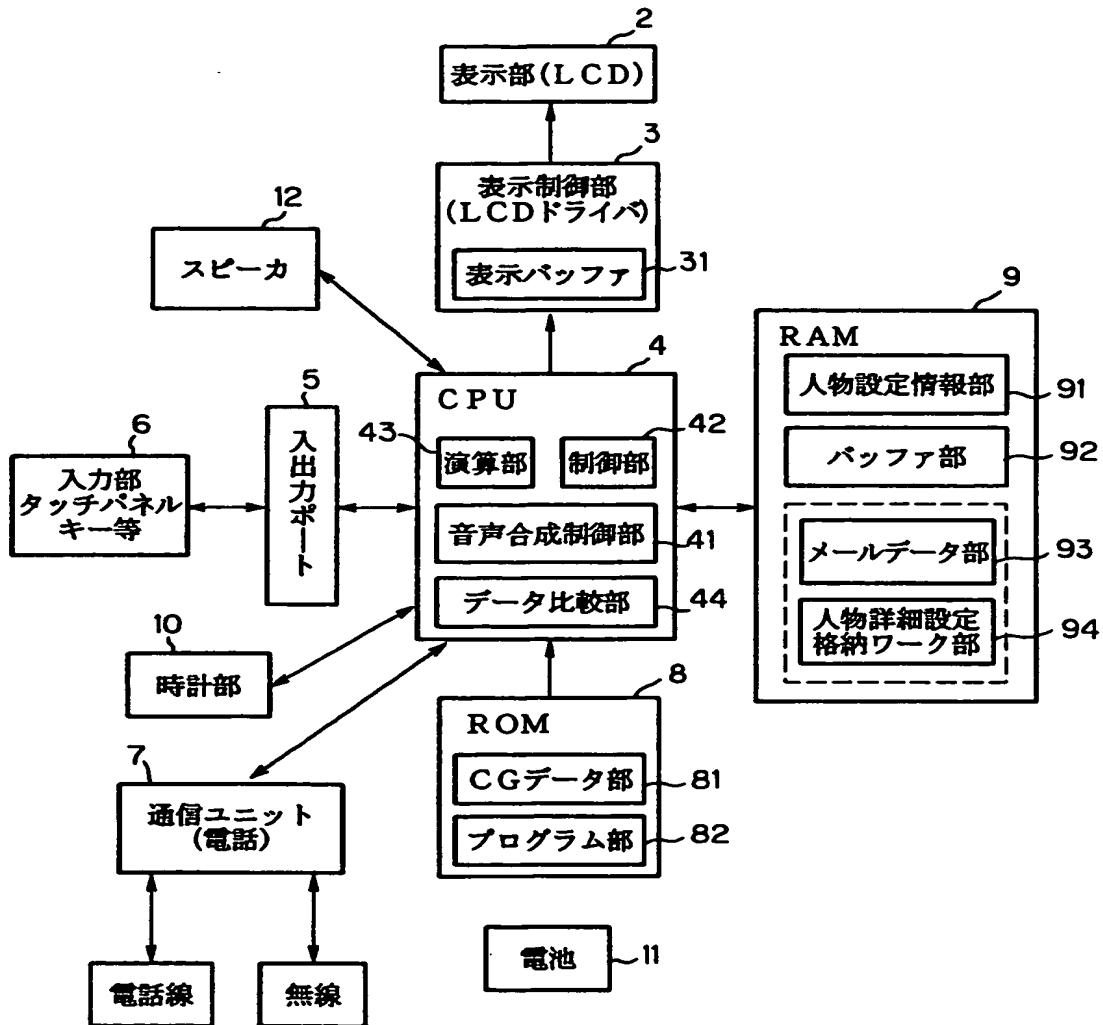 2
表示部(LCD)
3
表示制御部
(LCDドライバ)
表示バッファ
31
12
スピーカ
9
RAM
人物設定情報部
91
バッファ部
92
メールデータ部
93
人物詳細設定
格納ワーク部
94
4
CPU
43
演算部
42
制御部
音声合成制御部
41
データ比較部
44
5
入出力ポート
6
入力部
タッチパネル
キー等
10
時計部
8
ROM
CGデータ部
81
プログラム部
82
7
通信ユニット
(電話)
電話線
無線
電池
11